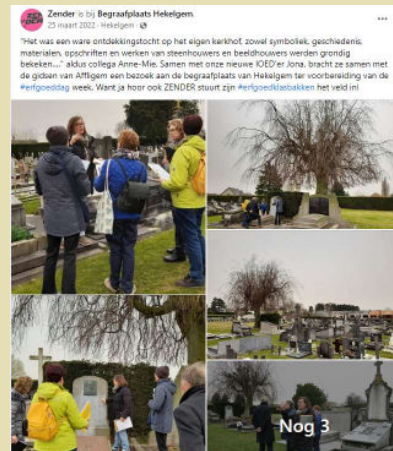 Zender is bij Begraafplaats Hekelgem.
25 maart 2022 · Hekelgem ·
"Het was een ware ontdekkingstocht op het eigen kerkhof, zowel symboliek, geschiedenis,
materialen, opschriften en werken van steenhouwers en beeldhouwers werden grondig
bekeken...." aldus collega Anne-Mie. Samen met onze nieuwe IOED'er Jona, bracht ze samen met
de gidsen van Affligem een bezoek aan de begraafplaats van Hekelgem ter voorbereiding van de
#erfgoeddag week. Want ja hoor ook ZENDER stuurt zijn #erfgoedklasbakken het veld in!
Nog 3